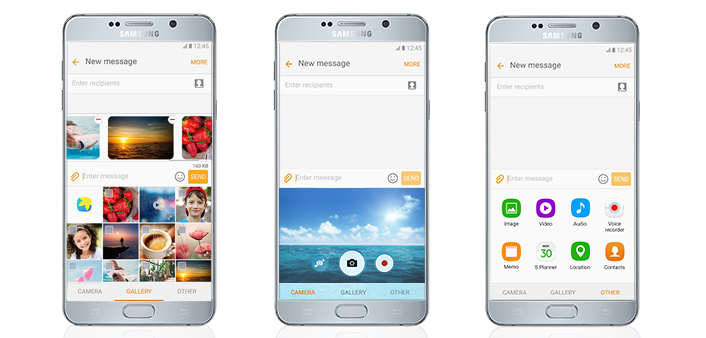 SAMSUNG
12:45
New message
MORE
Enter recipients
160 KB
Enter message
SEND
CAMERA
GALLERY
OTHER
SAMSUNG
12:45
New message
MORE
Enter recipients
Enter message
SEND
CAMERA
GALLERY
OTHER
SAMSUNG
12:45
New message
MORE
Enter recipients
Enter message
SEND
Image
Video
Audio
Voice
recorder
Memo
MON
30
S Planner
Location
Contacts
CAMERA
GALLERY
OTHER